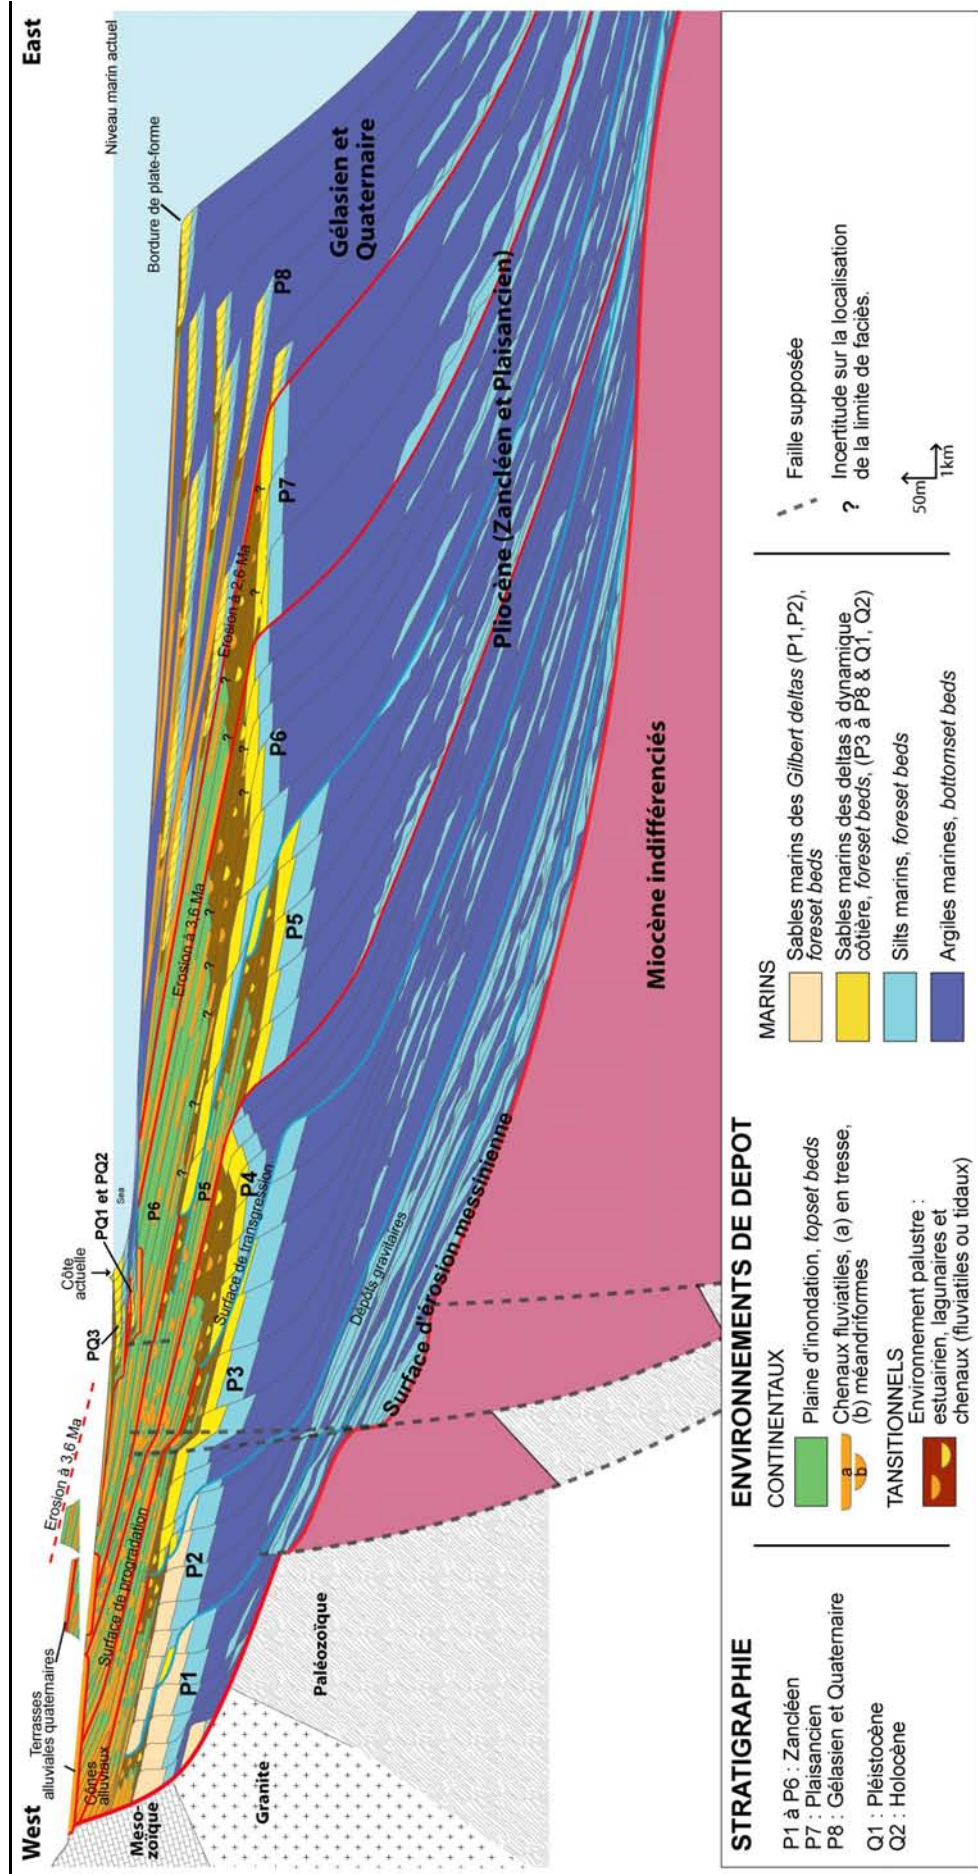 West
East
Niveau marin actuel
Bordure de plate-forme
Terrasses
alluviales quaternaires
Erosion à 3,6 Ma
Côte
actuelle
PQ3
PQ1 et PQ2
Sea
Cônes
alluviaux
Surface de progradation
P6
P5
Erosion à 3,6 Ma
Erosion à 2,6 Ma
?
?
?
?
?
?
?
?
?
?
?
?
P1
P2
P3
P4
P5
P6
P7
P8
Surface de transgression
Dépôts gravitaires
Surface d'érosion messinienne
Gélasien et
Quaternaire
Pliocène (Zancléen et Plaisancien)
Miocène indifférenciés
Meso-
zoïque
Granite
Paléozoïque
STRATIGRAPHIE
P1 à P6 : Zancléen
P7 : Plaisancien
P8 : Gélasien et Quaternaire
Q1 : Pléistocène
Q2 : Holocène
ENVIRONNEMENTS DE DEPOT
CONTINENTAUX
Plaine d'inondation, topset beds
a
b
Chenaux fluviatiles, (a) en tresse,
(b) méandriformes
TANSITIONNELS
Environnement palustre :
estuairien, lagunaires et
chenaux (fluviatiles ou tidaux)
MARINS
Sables marins des Gilbert deltas (P1,P2),
foreset beds
Sables marins des deltas à dynamique
côtière, foreset beds, (P3 à P8 & Q1, Q2)
Silts marins, foreset beds
Argiles marines, bottomset beds
Faille supposée
? Incertitude sur la localisation
de la limite de faciès.
50m
1km